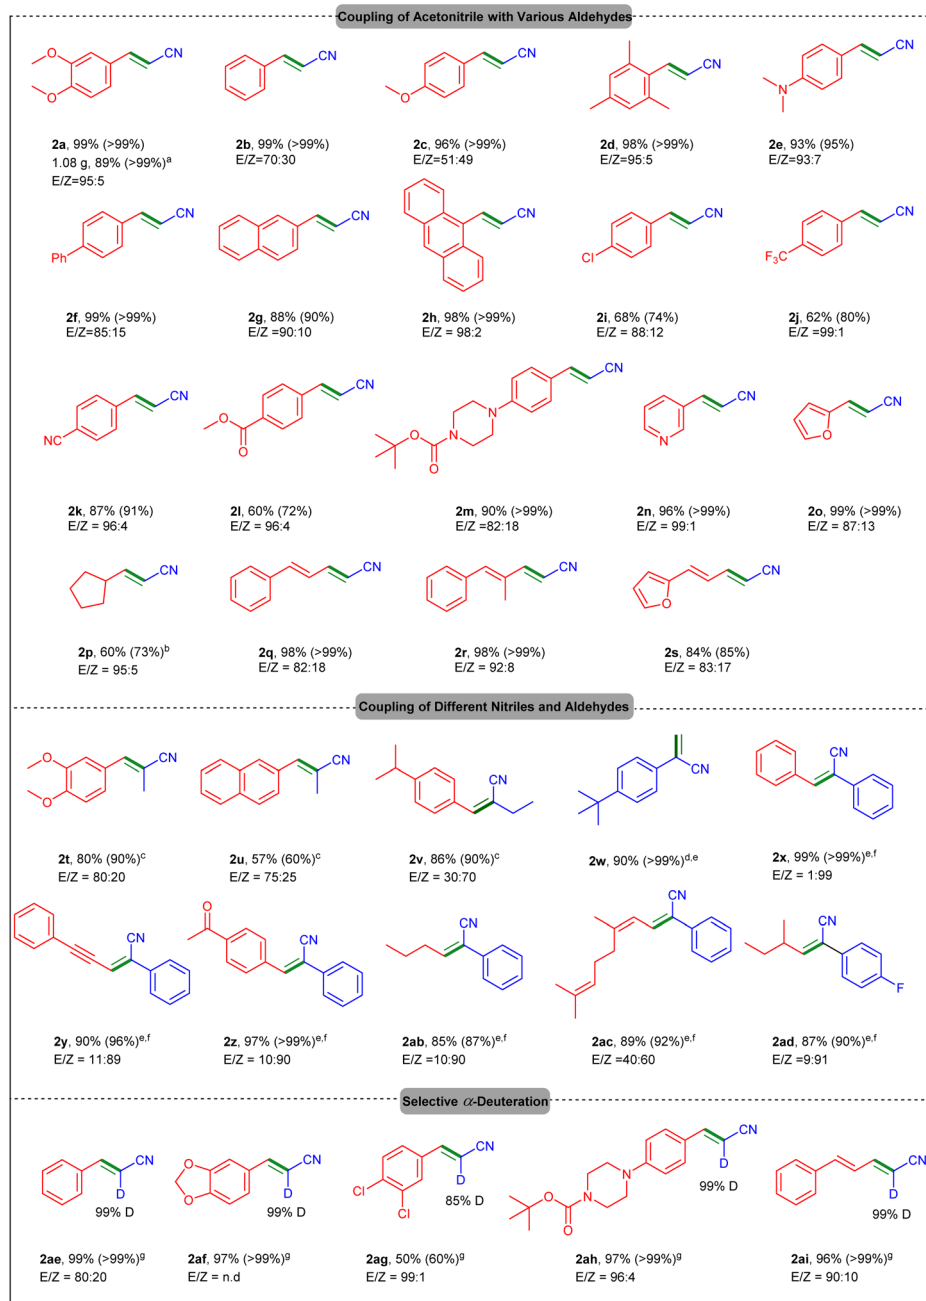 Coupling of Acetonitrile with Various Aldehydes
O CN CN CN CN CN
O O N
2a, 99% (>99%) 2b, 99% (>99%) 2c, 96% (>99%) 2d, 98% (>99%) 2e, 93% (95%)
1.08 g, 89% (>99%)a E/Z=70:30 E/Z=51:49 E/Z=95:5 E/Z=93:7
E/Z=95:5
CN CN CN CN CN
Ph Cl F3C
2f, 99% (>99%) 2g, 88% (90%) 2h, 98% (>99%) 2i, 68% (74%) 2j, 62% (80%)
E/Z=85:15 E/Z =90:10 E/Z = 98:2 E/Z = 88:12 E/Z=99:1
CN CN CN CN CN
NC O O O O N N N O
2k, 87% (91%) 2l, 60% (72%) 2m, 90% (>99%) 2n, 96% (>99%) 2o, 99% (>99%)
E/Z = 96:4 E/Z = 96:4 E/Z =82:18 E/Z = 99:1 E/Z = 87:13
CN CN CN CN
O
2p, 60% (73%)b 2q, 98% (>99%) 2r, 98% (>99%) 2s, 84% (85%)
E/Z = 95:5 E/Z = 82:18 E/Z = 92:8 E/Z = 83:17
Coupling of Different Nitriles and Aldehydes
O O CN CN CN CN CN
2t, 80% (90%)c 2u, 57% (60%)c 2v, 86% (90%)c 2w, 90% (>99%)d,e 2x, 99% (>99%)e,f
E/Z = 80:20 E/Z = 75:25 E/Z = 30:70 E/Z = 1:99
CN O CN CN CN CN F
2y, 90% (96%)e,f 2z, 97% (>99%)e,f 2ab, 85% (87%)e,f 2ac, 89% (92%)e,f 2ad, 87% (90%)e,f
E/Z = 11:89 E/Z = 10:90 E/Z =10:90 E/Z =40:60 E/Z = 9:91
Selective α-Deuteration
CN O CN CN CN CN
D O D Cl D N D D
99% D 99% D Cl 85% D O N 99% D 99% D
O
2ae, 99% (>99%)g 2af, 97% (>99%)g 2ag, 50% (60%)g 2ah, 97% (>99%)g 2ai, 96% (>99%)g
E/Z = 80:20 E/Z = n.d E/Z = 99:1 E/Z = 96:4 E/Z = 90:10